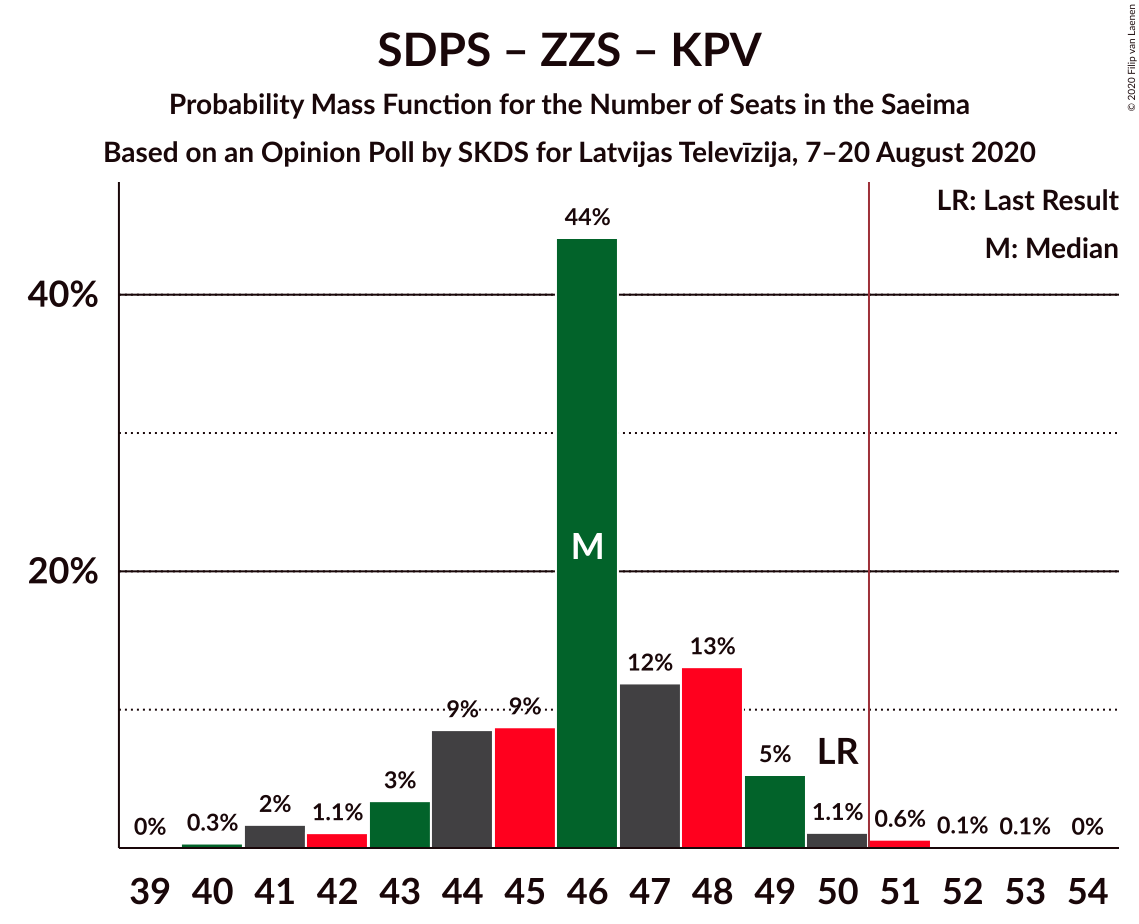 SDPS – ZZS – KPV
Probability Mass Function for the Number of Seats in the Saeima
Based on an Opinion Poll by SKDS for Latvijas Televīzija, 7–20 August 2020
© 2020 Filip van Laenen
LR: Last Result
M: Median
40%
20%
0%
0.3%
2%
1.1%
3%
9%
9%
44%
M
12%
13%
5%
LR
1.1%
0.6%
0.1%
0.1%
0%
39 40 41 42 43 44 45 46 47 48 49 50 51 52 53 54